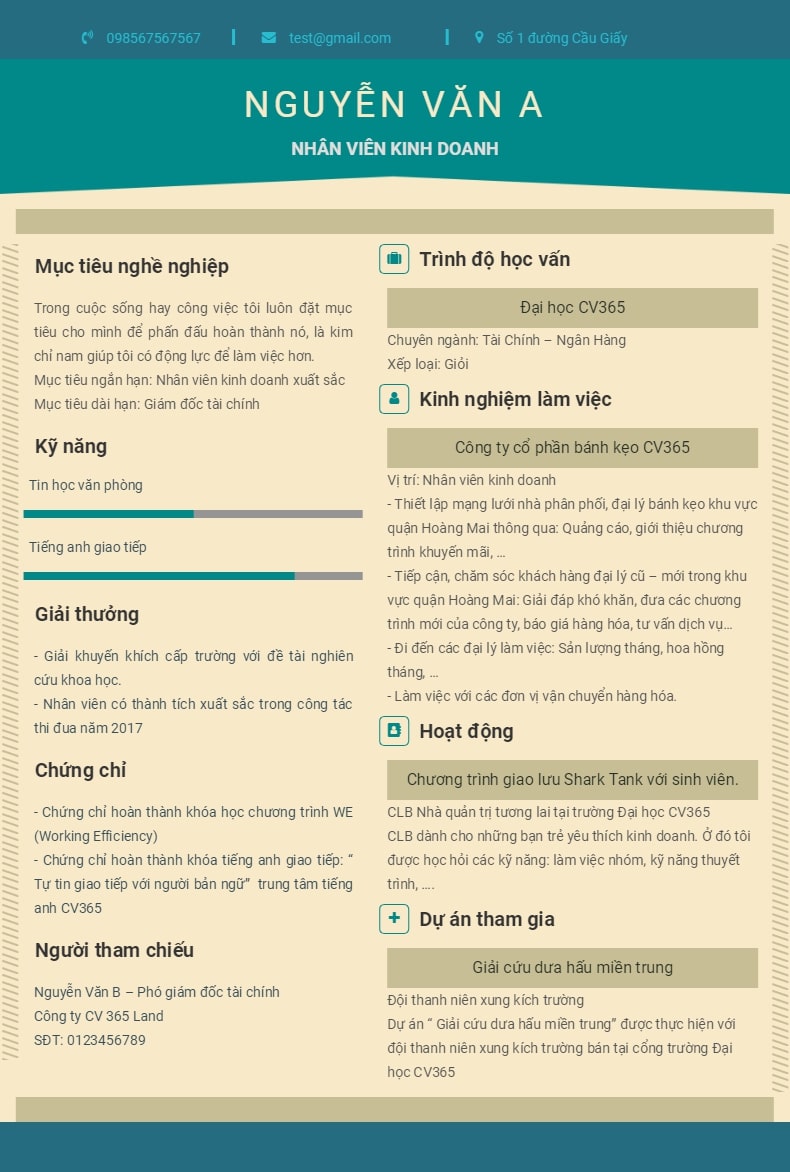 098567567567
test@gmail.com
Số 1 đường Cầu Giấy
NGUYỄN VĂN A
NHÂN VIÊN KINH DOANH
Mục tiêu nghề nghiệp
Trong cuộc sống hay công việc tôi luôn đặt mục
tiêu cho mình để phấn đấu hoàn thành nó, là kim
chỉ nam giúp tôi có động lực để làm việc hơn.
Mục tiêu ngắn hạn: Nhân viên kinh doanh xuất sắc
Mục tiêu dài hạn: Giám đốc tài chính
Kỹ năng
Tin học văn phòng
Tiếng anh giao tiếp
Giải thưởng
- Giải khuyến khích cấp trường với đề tài nghiên
cứu khoa học.
- Nhân viên có thành tích xuất sắc trong công tác
thi đua năm 2017
Chứng chỉ
- Chứng chỉ hoàn thành khóa học chương trình WE
(Working Efficiency)
- Chứng chỉ hoàn thành khóa tiếng anh giao tiếp: “
Tự tin giao tiếp với người bản ngữ” trung tâm tiếng
anh CV365
Người tham chiếu
Nguyễn Văn B – Phó giám đốc tài chính
Công ty CV 365 Land
SĐT: 0123456789
Trình độ học vấn
Đại học CV365
Chuyên ngành: Tài Chính – Ngân Hàng
Xếp loại: Giỏi
Kinh nghiệm làm việc
Công ty cổ phần bánh kẹo CV365
Vị trí: Nhân viên kinh doanh
- Thiết lập mạng lưới nhà phân phối, đại lý bánh kẹo khu vực
quận Hoàng Mai thông qua: Quảng cáo, giới thiệu chương
trình khuyến mãi, ...
- Tiếp cận, chăm sóc khách hàng đại lý cũ – mới trong khu
vực quận Hoàng Mai: Giải đáp khó khăn, đưa các chương
trình mới của công ty, báo giá hàng hóa, tư vấn dịch vụ...
- Đi đến các đại lý làm việc: Sản lượng tháng, hoa hồng
tháng, ...
- Làm việc với các đơn vị vận chuyển hàng hóa.
Hoạt động
Chương trình giao lưu Shark Tank với sinh viên.
CLB Nhà quản trị tương lai tại trường Đại học CV365
CLB dành cho những bạn trẻ yêu thích kinh doanh. Ở đó tôi
được học hỏi các kỹ năng: làm việc nhóm, kỹ năng thuyết
trình, ....
Dự án tham gia
Giải cứu dưa hấu miền trung
Đội thanh niên xung kích trường
Dự án “ Giải cứu dưa hấu miền trung” được thực hiện với
đội thanh niên xung kích trường bán tại cổng trường Đại
học CV365